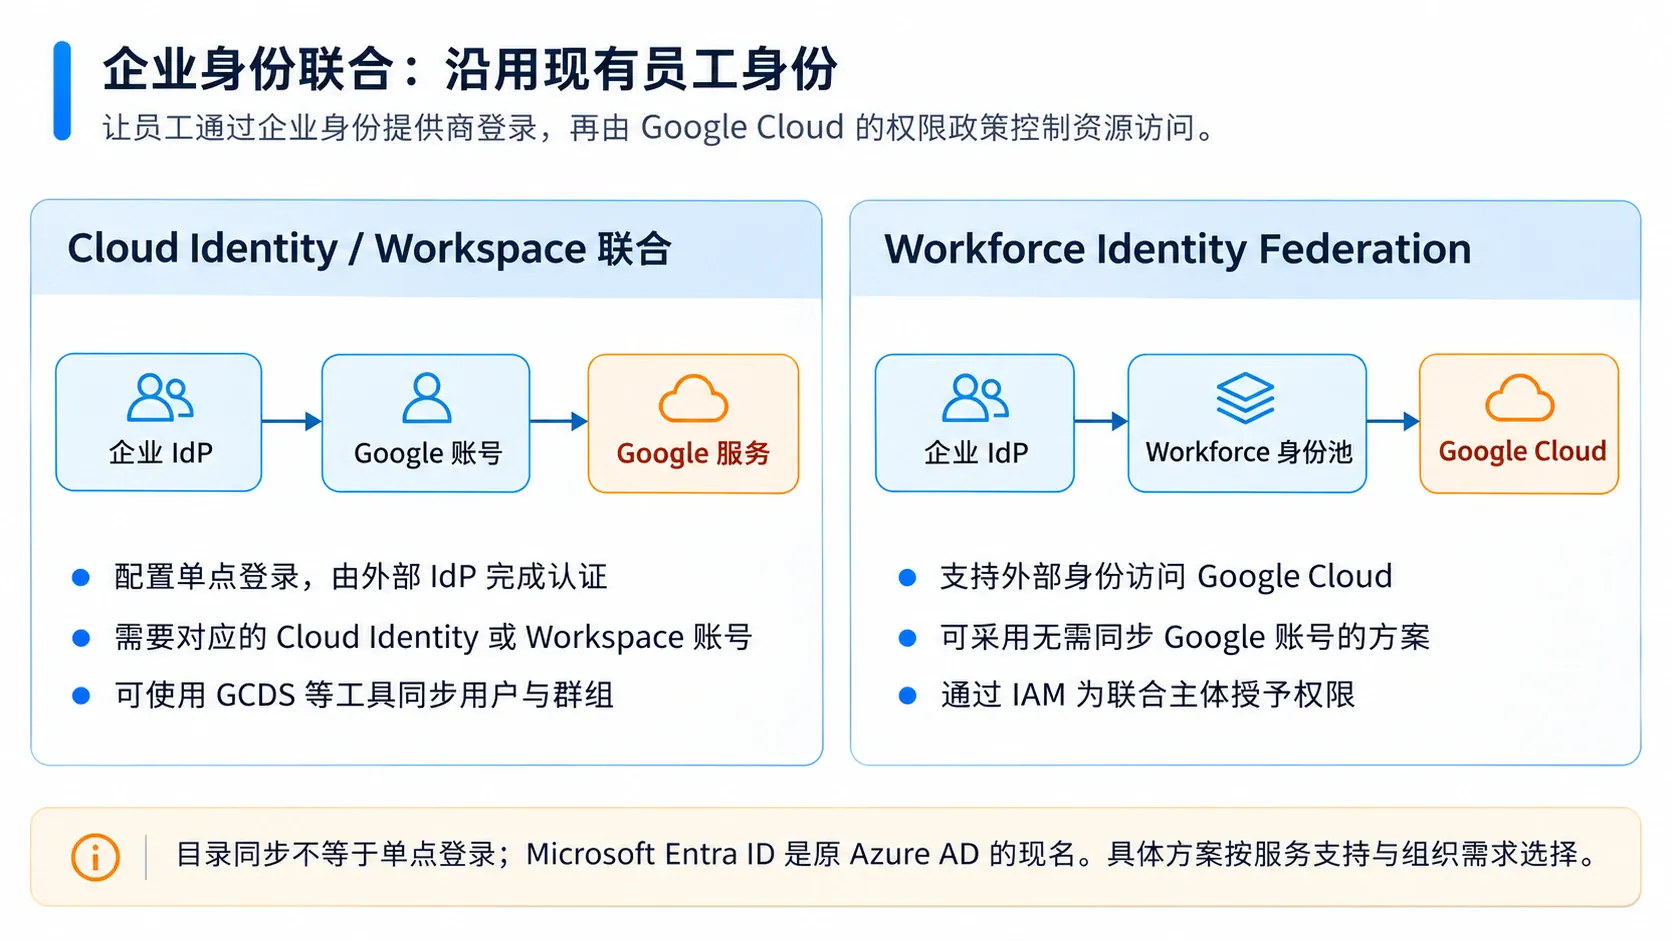 企业身份联合：沿用现有员工身份
让员工通过企业身份提供商登录，再由 Google Cloud 的权限政策控制资源访问。
Cloud Identity / Workspace 联合
企业 IdP
Google 账号
Google 服务
配置单点登录，由外部 IdP 完成认证
需要对应的 Cloud Identity 或 Workspace 账号
可使用 GCDS 等工具同步用户与群组
Workforce Identity Federation
企业 IdP
Workforce 身份池
Google Cloud
支持外部身份访问 Google Cloud
可采用无需同步 Google 账号的方案
通过 IAM 为联合主体授予权限
目录同步不等于单点登录；Microsoft Entra ID 是原 Azure AD 的现名。具体方案按服务支持与组织需求选择。